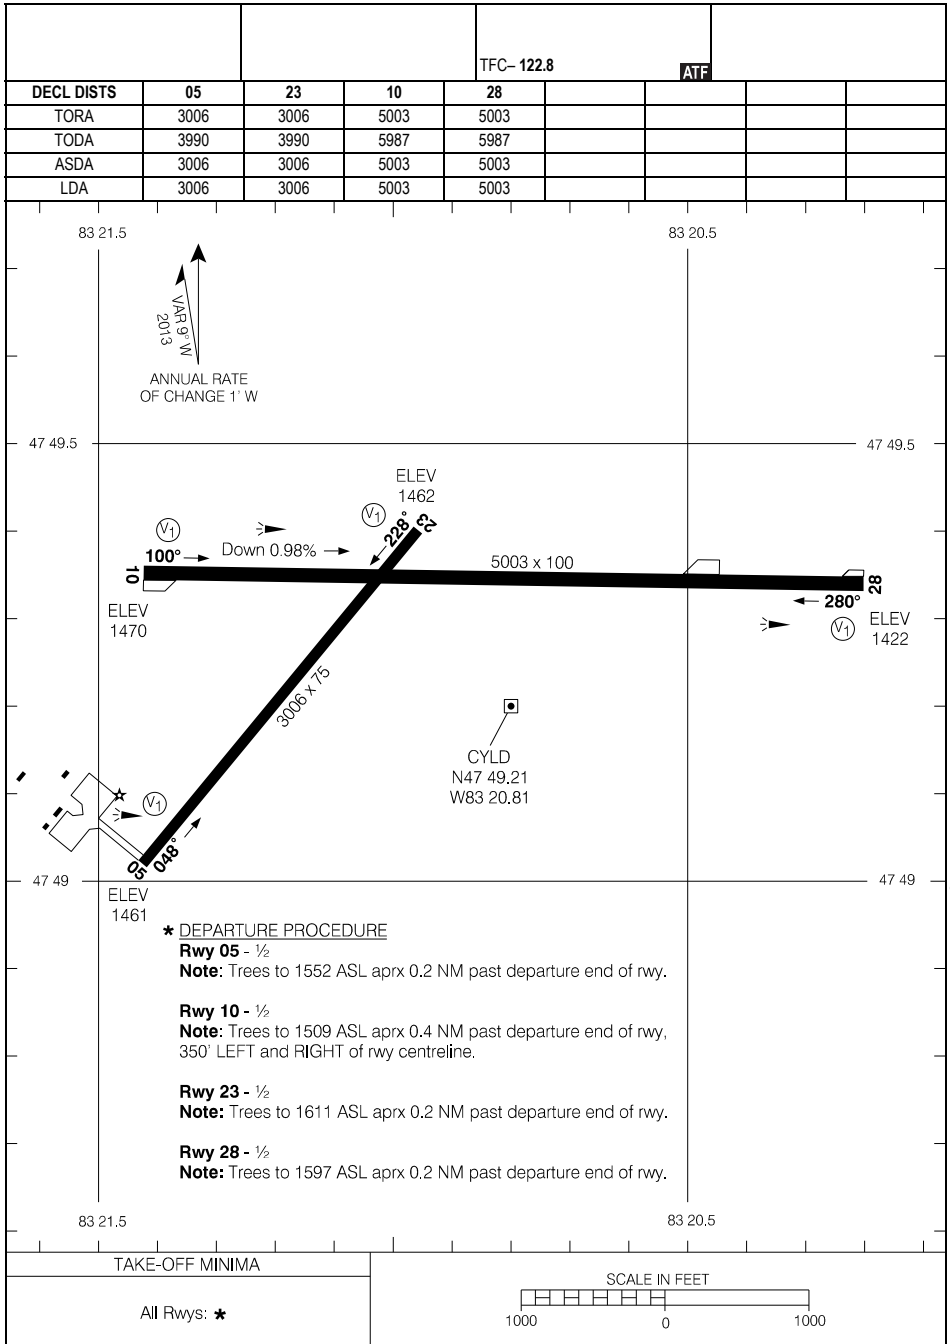 TFC– 122.8
ATF
DECL DISTS 05 23 10 28
TORA 3006 3006 5003 5003
TODA 3990 3990 5987 5987
ASDA 3006 3006 5003 5003
LDA 3006 3006 5003 5003
83 21.5 83 20.5
VAR 9° W
2013
ANNUAL RATE
OF CHANGE 1' W
47 49.5 47 49.5
ELEV
1462
23
V1
228°
V1
100°
Down 0.98%
5003 x 100
10
28
280°
ELEV
1470
V1
ELEV
1422
3006 x 75
CYLD
N47 49.21
W83 20.81
V1
048°
05
47 49 47 49
ELEV
1461
* DEPARTURE PROCEDURE
Rwy 05 - ½
Note: Trees to 1552 ASL aprx 0.2 NM past departure end of rwy.
Rwy 10 - ½
Note: Trees to 1509 ASL aprx 0.4 NM past departure end of rwy,
350' LEFT and RIGHT of rwy centreline.
Rwy 23 - ½
Note: Trees to 1611 ASL aprx 0.2 NM past departure end of rwy.
Rwy 28 - ½
Note: Trees to 1597 ASL aprx 0.2 NM past departure end of rwy.
83 21.5 83 20.5
TAKE-OFF MINIMA
All Rwys: *
SCALE IN FEET
1000 0 1000